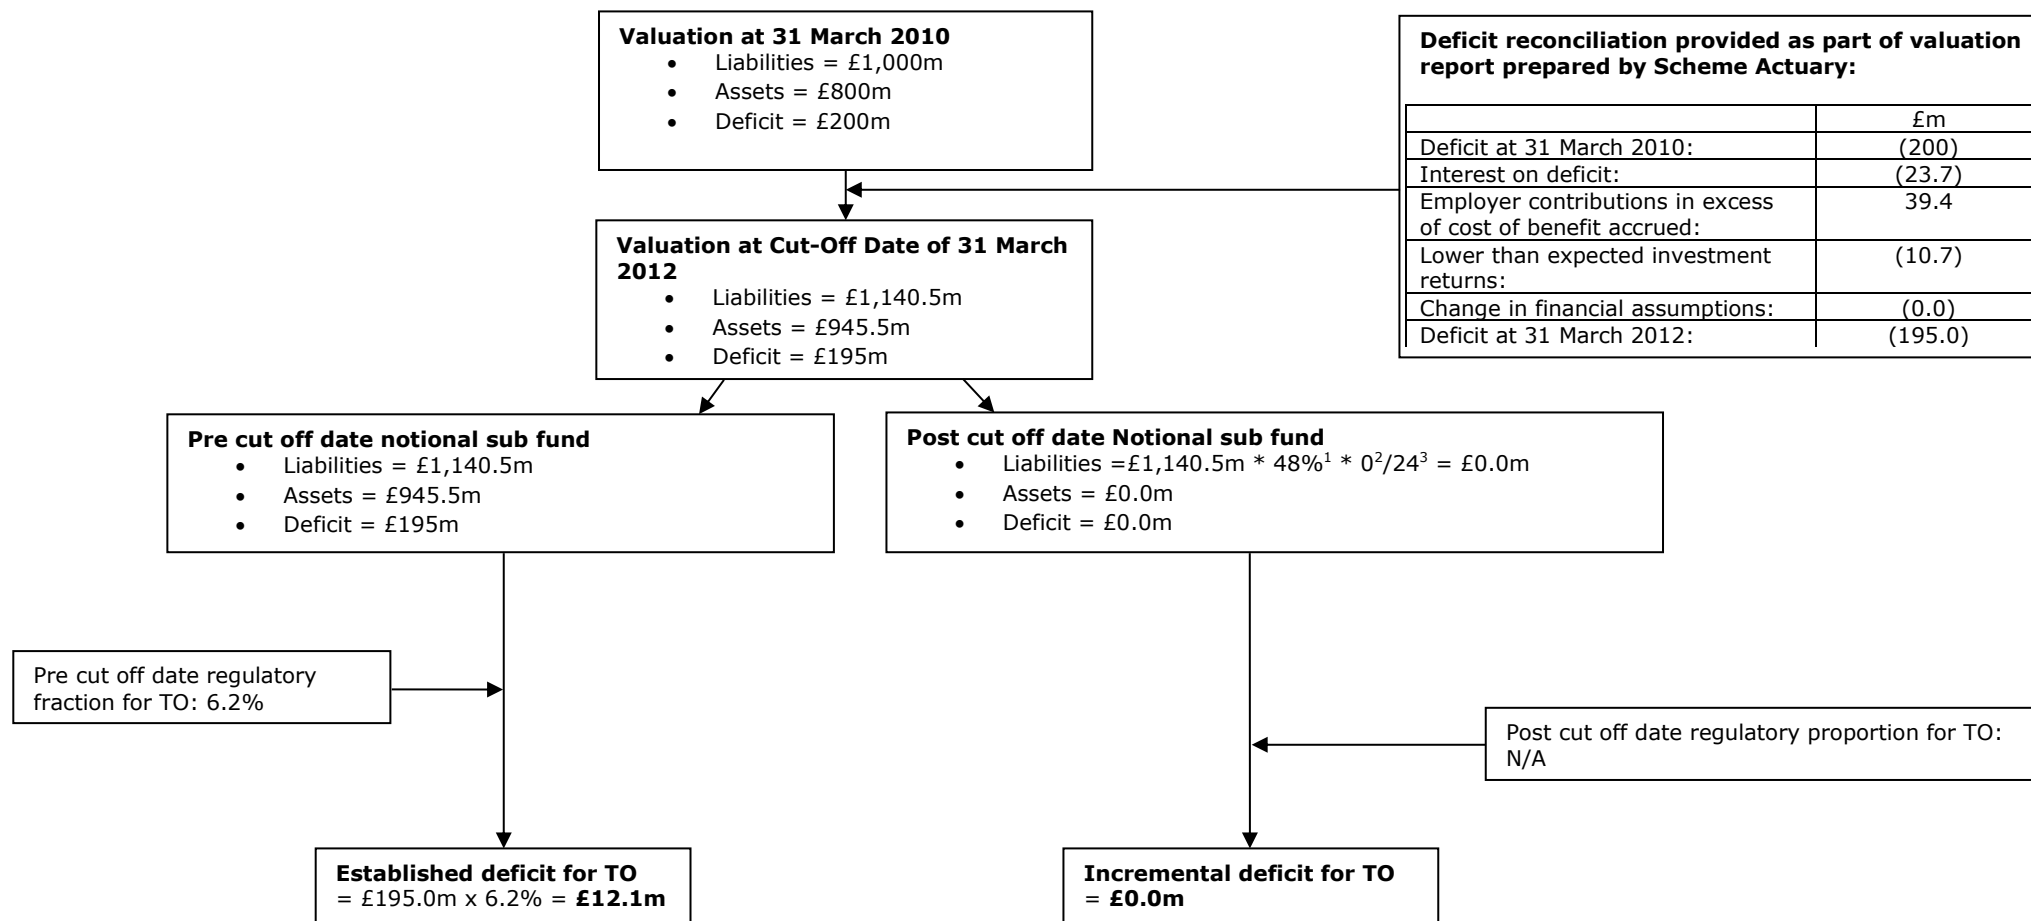 Valuation at 31 March 2010
• Liabilities = £1,000m
• Assets = £800m
• Deficit = £200m
Deficit reconciliation provided as part of valuation
report prepared by Scheme Actuary:
£m
Deficit at 31 March 2010: (200)
Interest on deficit: (23.7)
Employer contributions in excess 39.4
of cost of benefit accrued:
Lower than expected investment (10.7)
returns:
Change in financial assumptions: (0.0)
Deficit at 31 March 2012: (195.0)
Valuation at Cut-Off Date of 31 March
2012
• Liabilities = £1,140.5m
• Assets = £945.5m
• Deficit = £195m
Pre cut off date notional sub fund
• Liabilities = £1,140.5m
• Assets = £945.5m
• Deficit = £195m
Post cut off date Notional sub fund
• Liabilities =£1,140.5m * 48%¹ * 0²/24³ = £0.0m
• Assets = £0.0m
• Deficit = £0.0m
Pre cut off date regulatory
fraction for TO: 6.2%
Post cut off date regulatory proportion for TO:
N/A
Established deficit for TO
= £195.0m x 6.2% = £12.1m
Incremental deficit for TO
= £0.0m